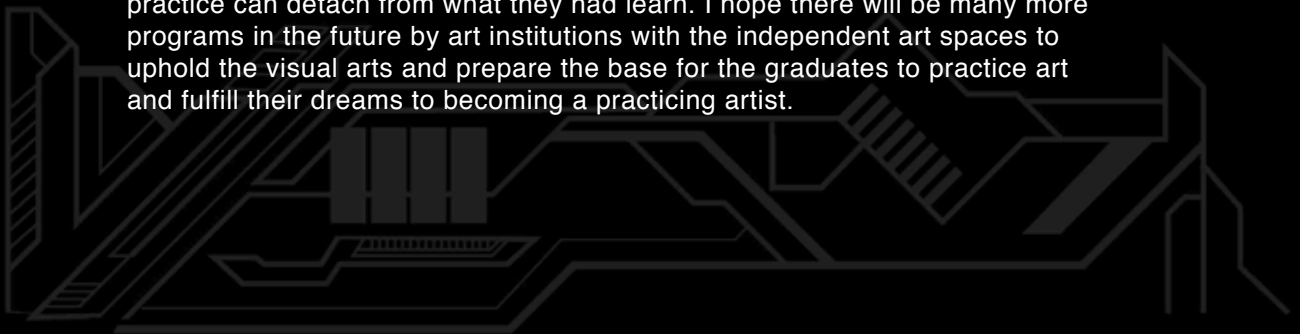 practice can detach from what they had learn. I hope there will be many more
programs in the future by art institutions with the independent art spaces to
uphold the visual arts and prepare the base for the graduates to practice art
and fulfill their dreams to becoming a practicing artist.